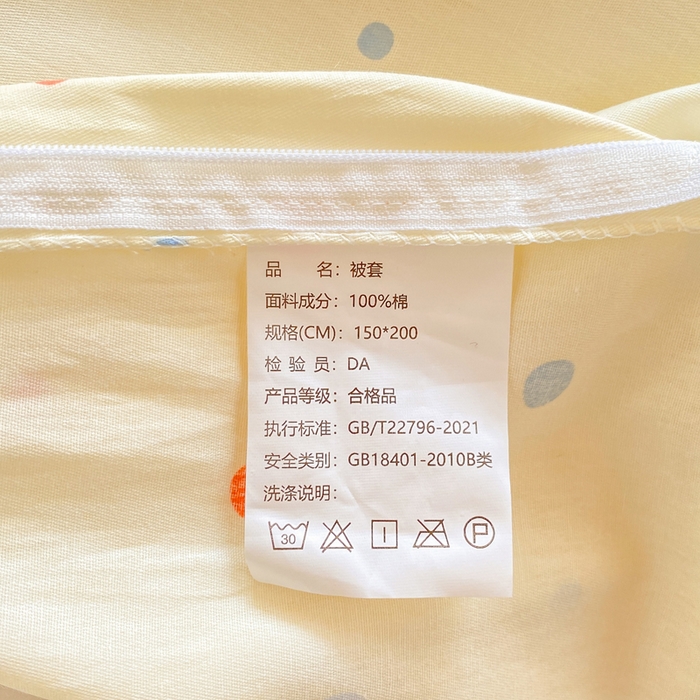 品 名：被套
面料成分：100%棉
规格(CM)：150*200
检 验 员：DA
产品等级：合格品
执行标准：GB/T22796-2021
安全类别：GB18401-2010B类
洗涤说明：
30
P